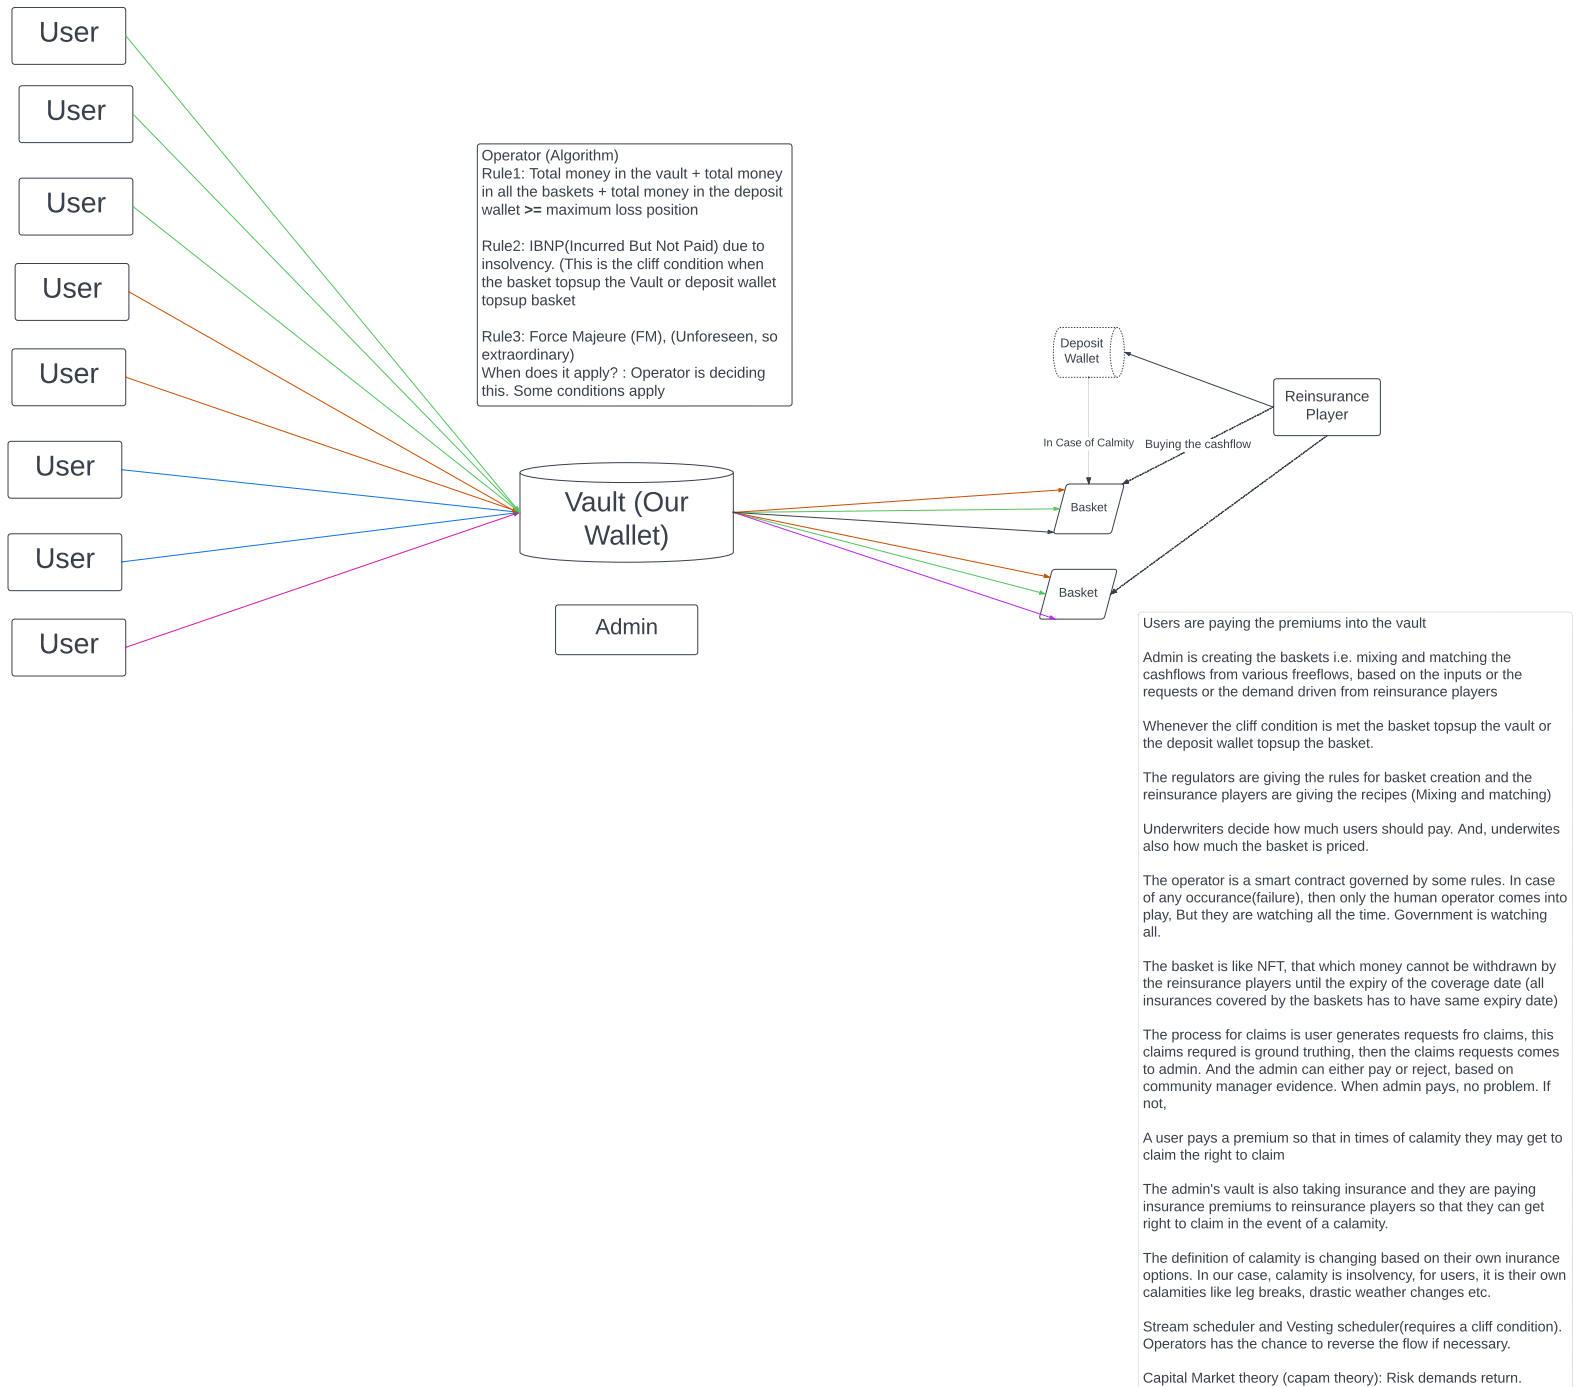 User
User
User
User
User
User
User
User
Operator (Algorithm)
Rule1: Total money in the vault + total money
in all the baskets + total money in the deposit
wallet >= maximum loss position
Rule2: IBNP(Incurred But Not Paid) due to
insolvency. (This is the cliff condition when
the basket topsup the Vault or deposit wallet
topsup basket
Rule3: Force Majeure (FM), (Unforeseen, so
extraordinary)
When does it apply? : Operator is deciding
this. Some conditions apply
Vault (Our
Wallet)
Admin
Deposit
Wallet
Reinsurance
Player
In Case of Calmity
Buying the cashflow
Basket
Basket
Users are paying the premiums into the vault
Admin is creating the baskets i.e. mixing and matching the
cashflows from various freeflows, based on the inputs or the
requests or the demand driven from reinsurance players
Whenever the cliff condition is met the basket topsup the vault or
the deposit wallet topsup the basket.
The regulators are giving the rules for basket creation and the
reinsurance players are giving the recipes (Mixing and matching)
Underwriters decide how much users should pay. And, underwites
also how much the basket is priced.
The operator is a smart contract governed by some rules. In case
of any occurance(failure), then only the human operator comes into
play, But they are watching all the time. Government is watching
all.
The basket is like NFT, that which money cannot be withdrawn by
the reinsurance players until the expiry of the coverage date (all
insurances covered by the baskets has to have same expiry date)
The process for claims is user generates requests fro claims, this
claims requred is ground truthing, then the claims requests comes
to admin. And the admin can either pay or reject, based on
community manager evidence. When admin pays, no problem. If
not,
A user pays a premium so that in times of calamity they may get to
claim the right to claim
The admin's vault is also taking insurance and they are paying
insurance premiums to reinsurance players so that they can get
right to claim in the event of a calamity.
The definition of calamity is changing based on their own inurance
options. In our case, calamity is insolvency, for users, it is their own
calamities like leg breaks, drastic weather changes etc.
Stream scheduler and Vesting scheduler(requires a cliff condition).
Operators has the chance to reverse the flow if necessary.
Capital Market theory (capam theory): Risk demands return.